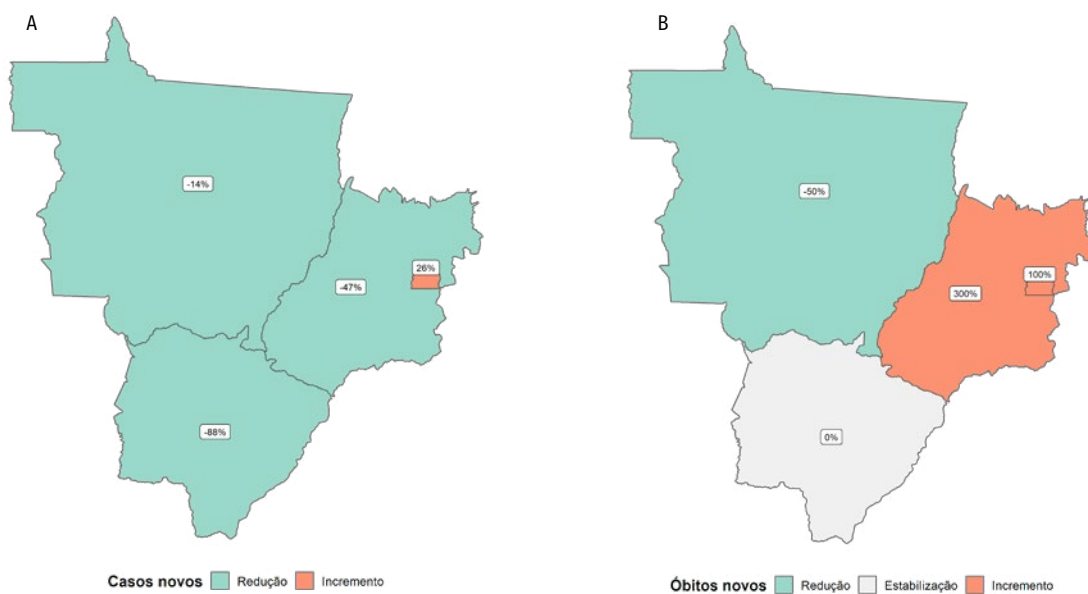 A
B
-14%
-47%
26%
-88%
-50%
300%
100%
0%
Casos novos Redução Incremento
Óbitos novos Redução Estabilização Incremento